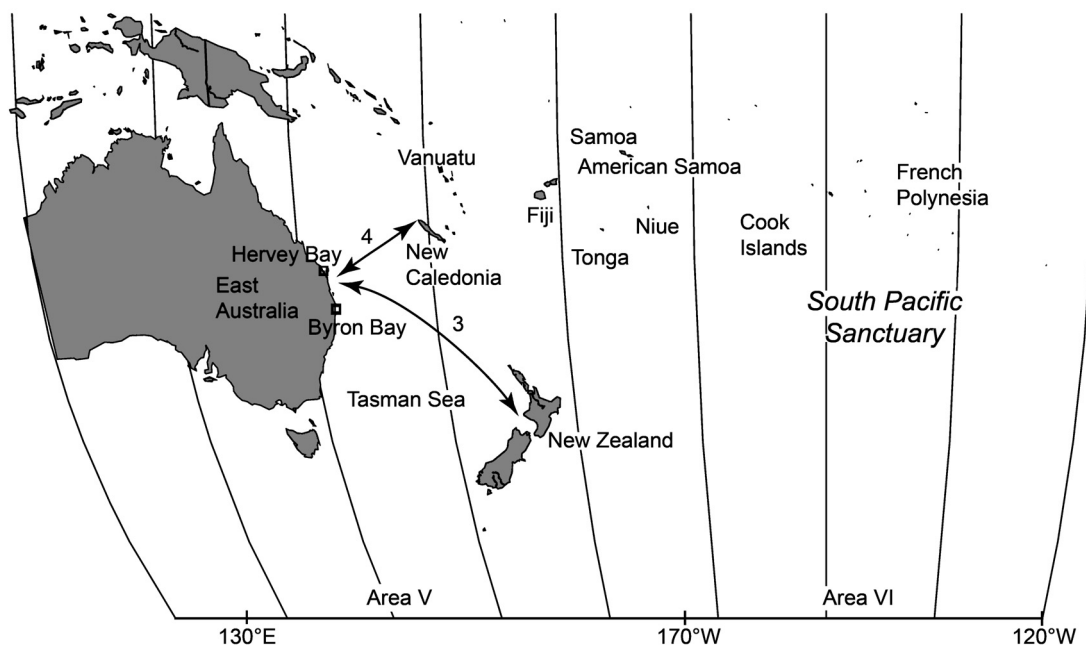 Samoa
Vanuatu
American Samoa
French
Polynesia
Fiji
Niue
Cook
Islands
4
Hervey Bay
New
Caledonia
Tonga
East
Australia
South Pacific
Sanctuary
Byron Bay
3
Tasman Sea
New Zealand
Area V
Area VI
130°E
170°W
120°W